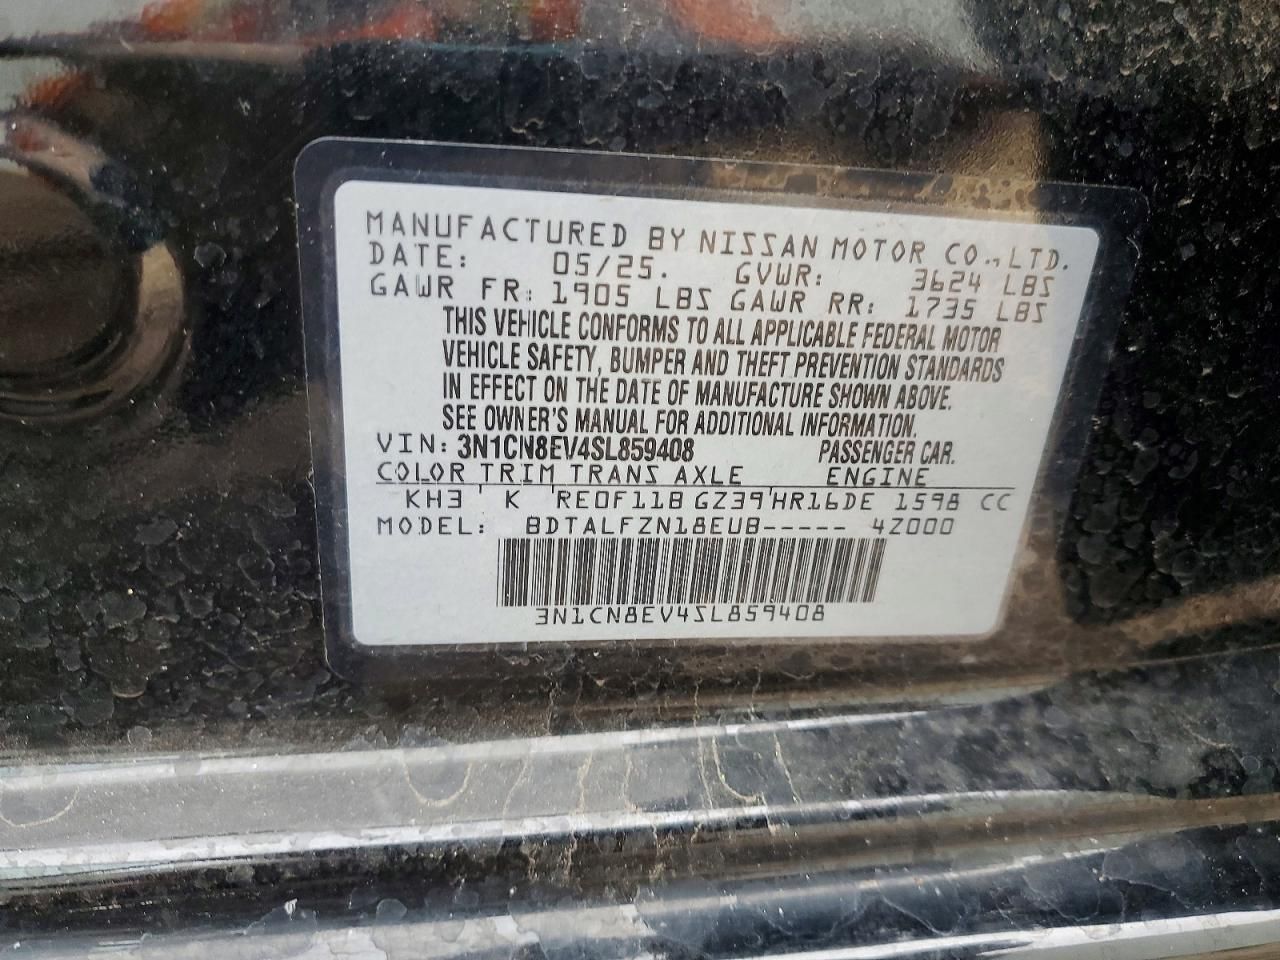 MANUFACTURED BY NISSAN MOTOR CO., LTD.
DATE: 05/25. GVWR: 3624 LBS
GAWR FR: 1905 LBS GAWR RR: 1735 LBS
THIS VEHICLE CONFORMS TO ALL APPLICABLE FEDERAL MOTOR
VEHICLE SAFETY, BUMPER AND THEFT PREVENTION STANDARDS
IN EFFECT ON THE DATE OF MANUFACTURE SHOWN ABOVE.
SEE OWNER'S MANUAL FOR ADDITIONAL INFORMATION.
VIN: 3N1CN8EV4SL859408 PASSENGER CAR.
COLOR TRIM TRANS AXLE ENGINE
KH3 K RE0F11B GZ39 HR16DE 1598 CC
MODEL: BDTALFZN18EUB----- 4Z000
3N1CN8EV4SL859408